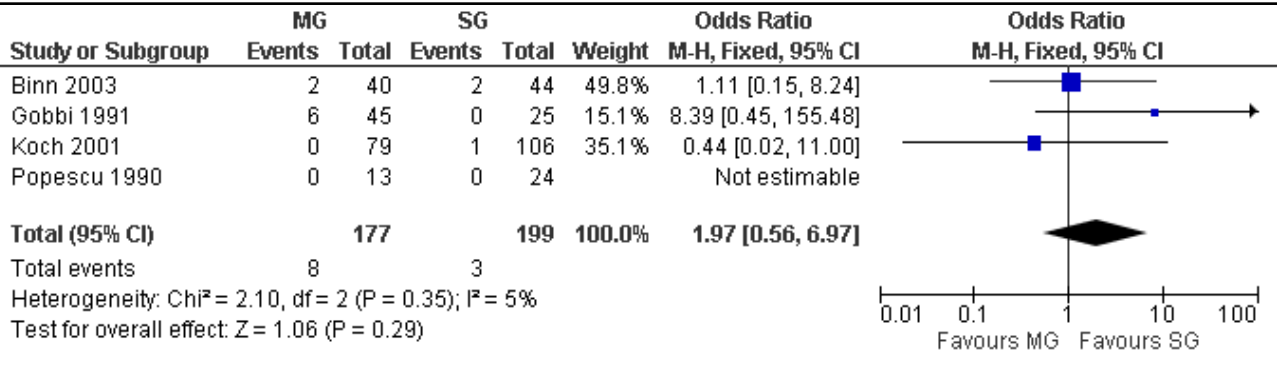 MG SG Odds Ratio Odds Ratio
Study or Subgroup Events Total Events Total Weight M-H, Fixed, 95% CI M-H, Fixed, 95% CI
Binn 2003 2 40 2 44 49.8% 1.11 [0.15, 8.24]
Gobbi 1991 6 45 0 25 15.1% 8.39 [0.45, 155.48]
Koch 2001 0 79 1 106 35.1% 0.44 [0.02, 11.00]
Popescu 1990 0 13 0 24 Not estimable
Total (95% CI) 177 199 100.0% 1.97 [0.56, 6.97]
Total events 8 3
Heterogeneity: Chi² = 2.10, df = 2 (P = 0.35); I² = 5%
Test for overall effect: Z = 1.06 (P = 0.29)
0.01 0.1 1 10 100
Favours MG Favours SG